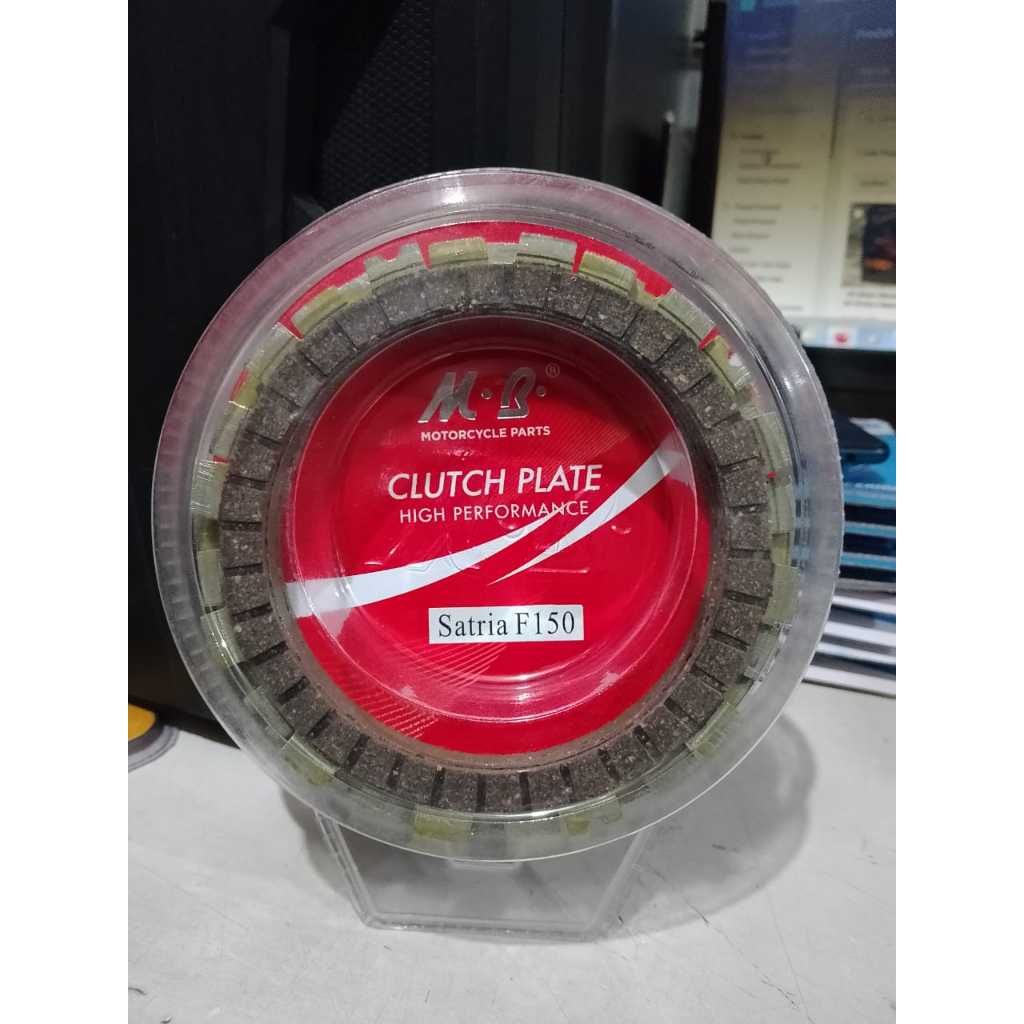 M·B·®
MOTORCYCLE PARTS
CLUTCH PLATE
HIGH PERFORMANCE
Satria F150